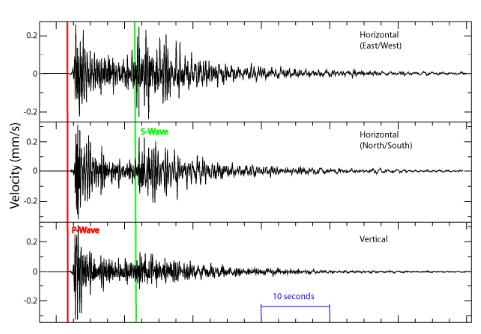 0.2
Horizontal
(East/West)
0
-0.2
Velocity (mm/s)
0.2
S-Wave
Horizontal
(North/South)
0
-0.2
P-Wave
0.2
Vertical
0
10 seconds
-0.2